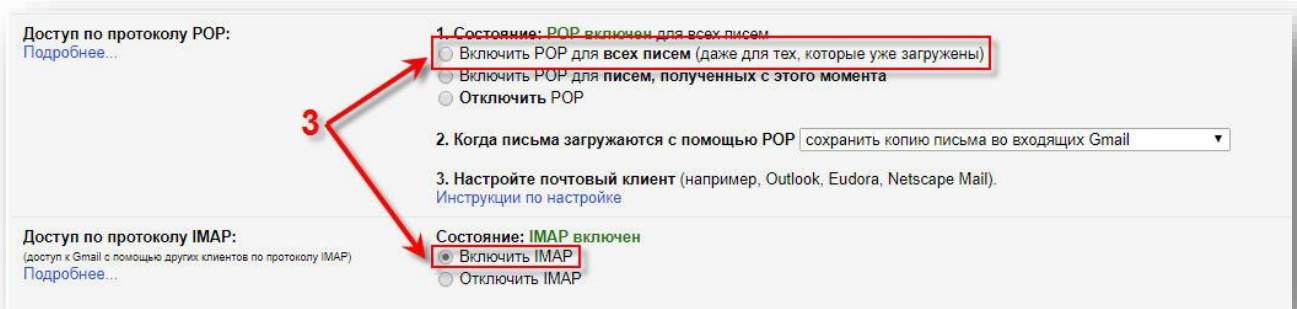 Доступ по протоколу POP:
Подробнее...
1. Состояние: POP включен для всех писем
Включить POP для всех писем (даже для тех, которые уже загружены)
Включить POP для писем, полученных с этого момента
Отключить POP
3
2. Когда письма загружаются с помощью POP сохранить копию письма во входящих Gmail
3. Настройте почтовый клиент (например, Outlook, Eudora, Netscape Mail).
Инструкции по настройке
Доступ по протоколу IMAP:
(доступ к Gmail с помощью других клиентов по протоколу IMAP)
Подробнее...
Состояние: IMAP включен
Включить IMAP
Отключить IMAP